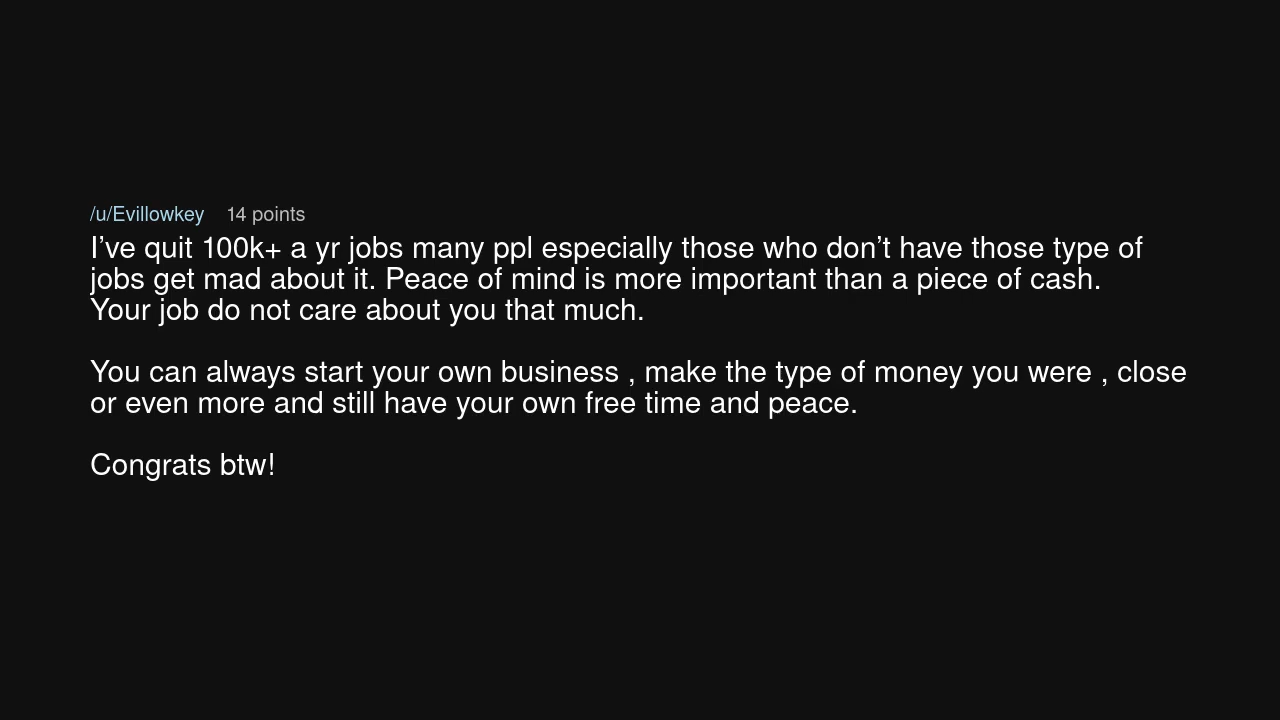 /u/Evillowkey 14 points
I’ve quit 100k+ a yr jobs many ppl especially those who don’t have those type of
jobs get mad about it. Peace of mind is more important than a piece of cash.
Your job do not care about you that much.
You can always start your own business , make the type of money you were , close
or even more and still have your own free time and peace.
Congrats btw!